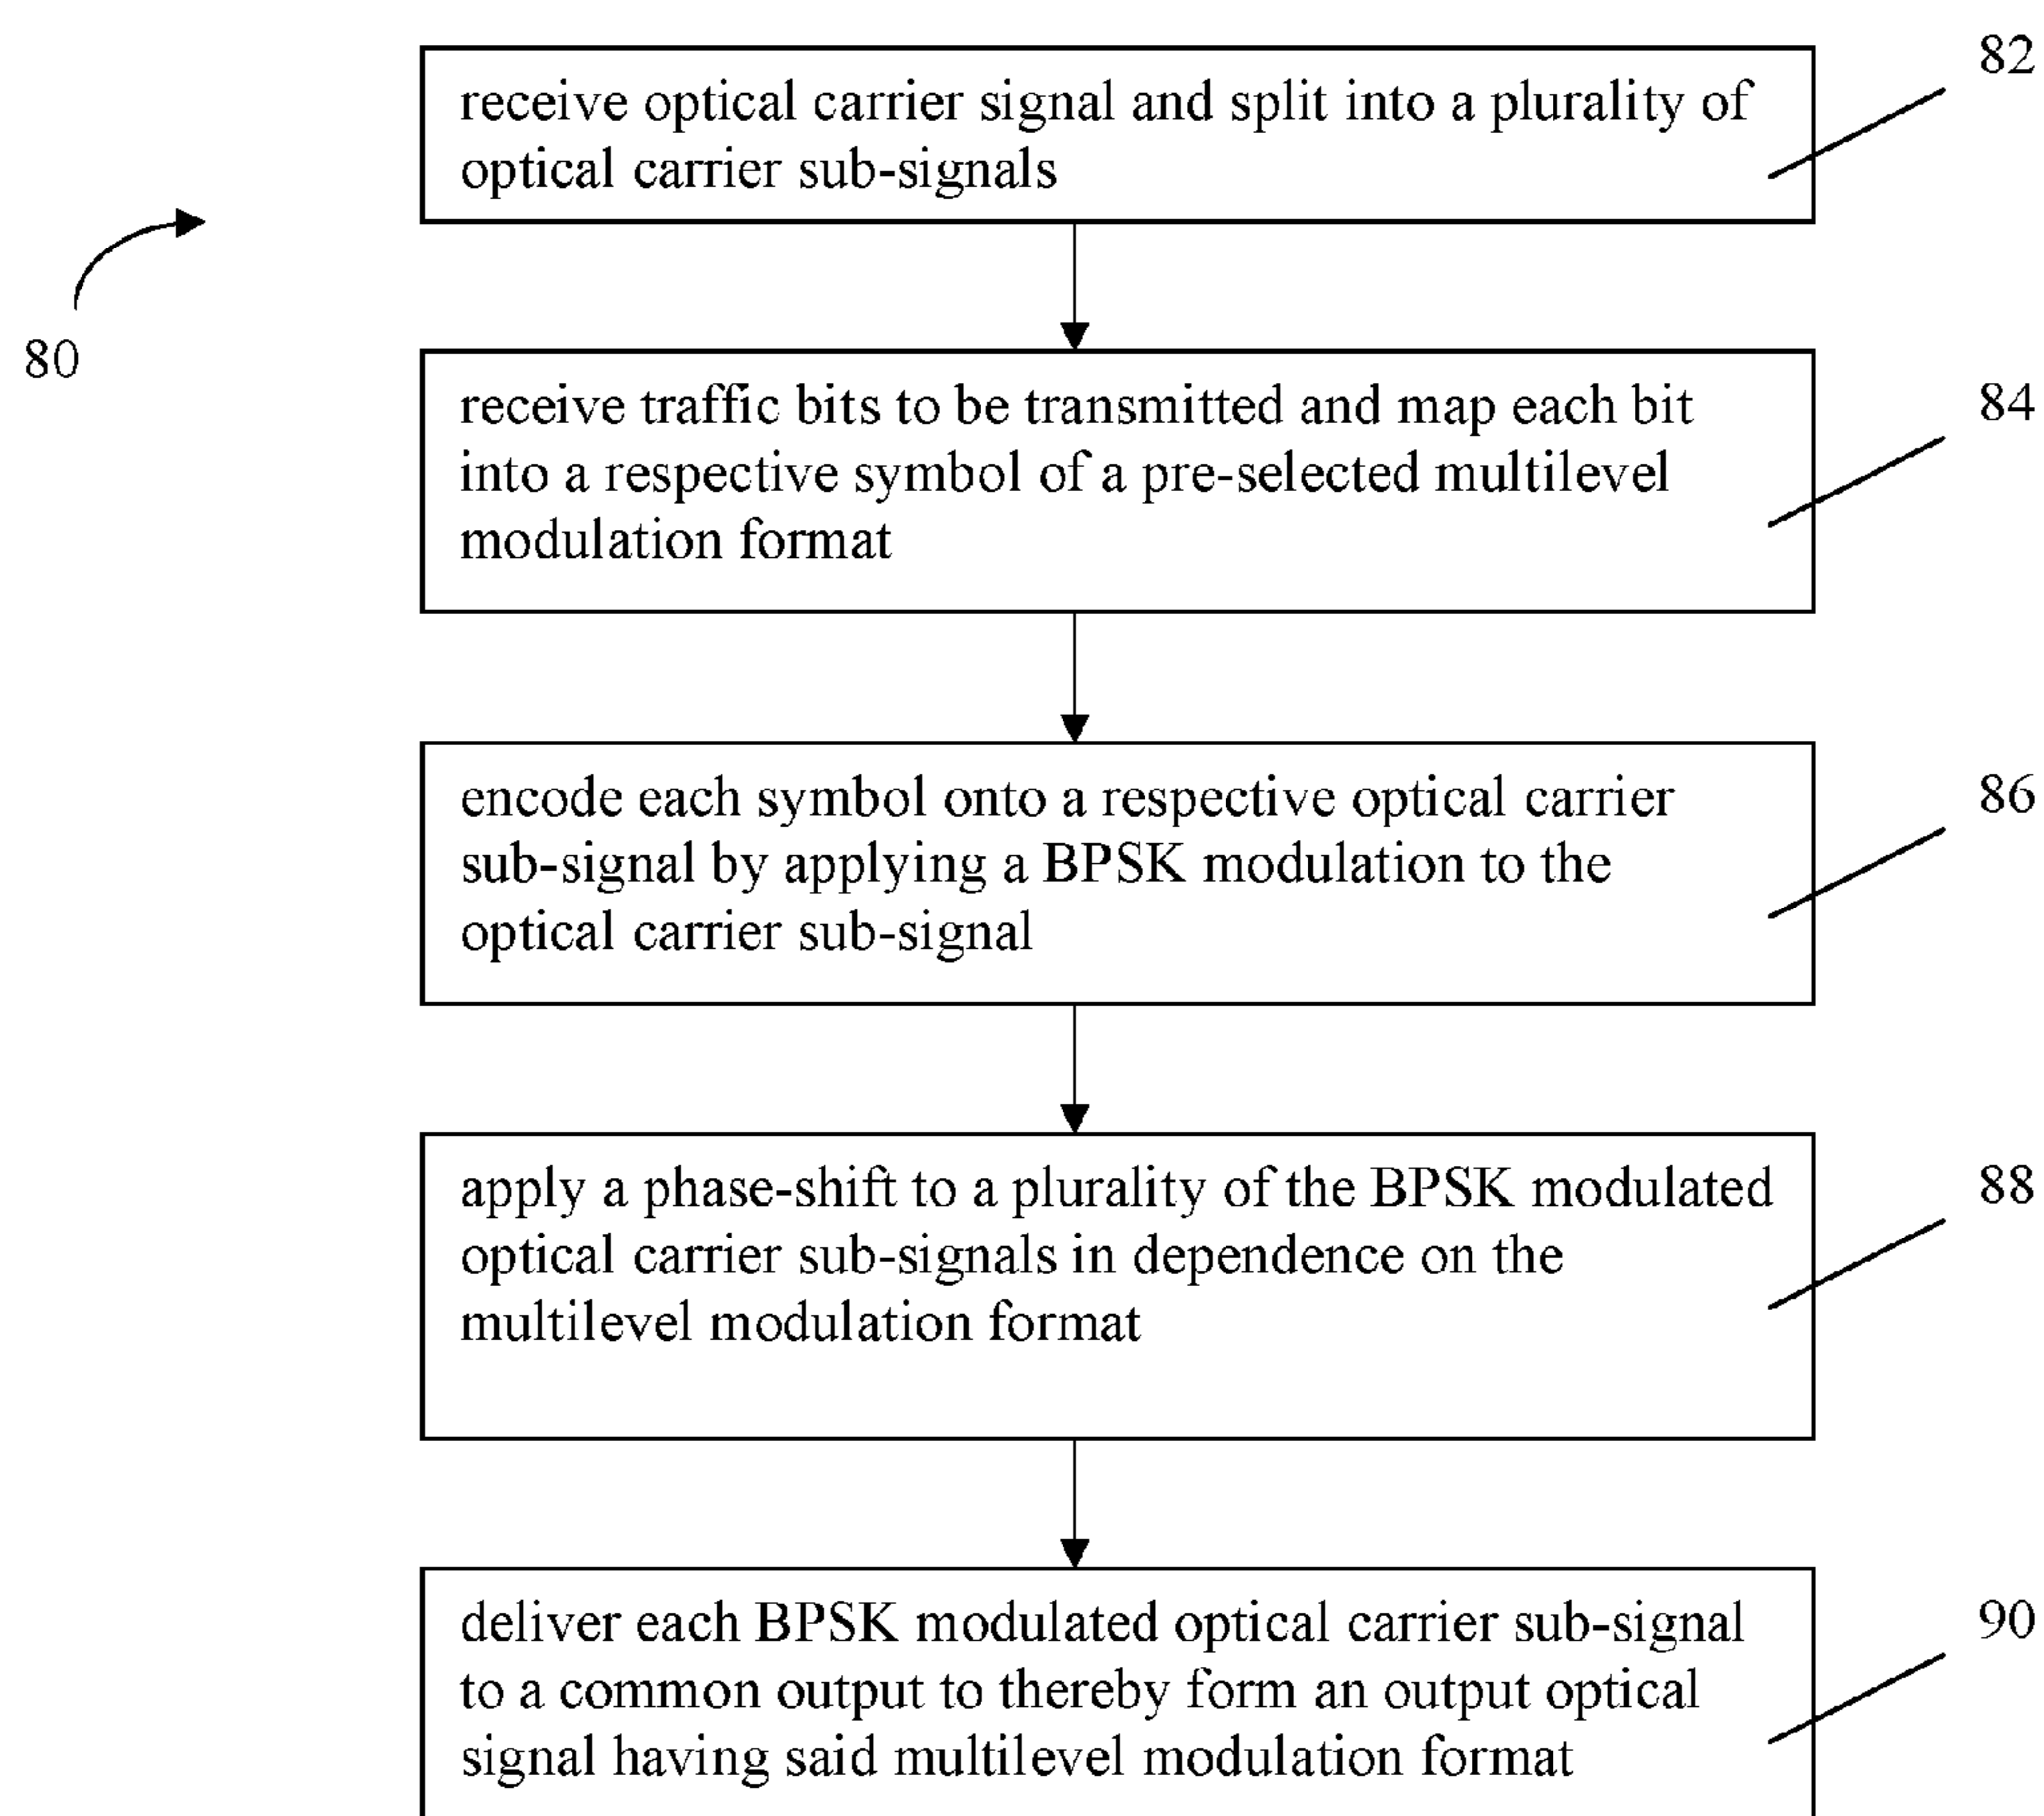 82
receive optical carrier signal and split into a plurality of
optical carrier sub-signals
80
84
receive traffic bits to be transmitted and map each bit
into a respective symbol of a pre-selected multilevel
modulation format
86
encode each symbol onto a respective optical carrier
sub-signal by applying a BPSK modulation to the
optical carrier sub-signal
88
apply a phase-shift to a plurality of the BPSK modulated
optical carrier sub-signals in dependence on the
multilevel modulation format
90
deliver each BPSK modulated optical carrier sub-signal
to a common output to thereby form an output optical
signal having said multilevel modulation format